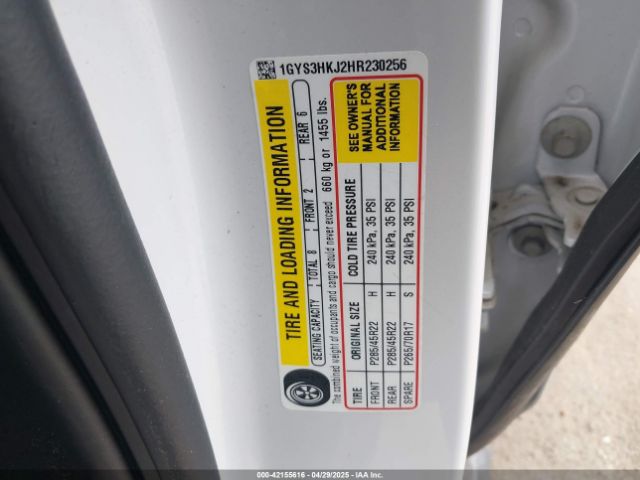 1GYS3HKJ2HR230256
TIRE AND LOADING INFORMATION
SEATING CAPACITY TOTAL 8 FRONT 2 REAR 6
The combined weight of occupants and cargo should never exceed 660 kg or 1455 lbs.
TIRE ORIGINAL SIZE COLD TIRE PRESSURE
FRONT P285/45R22 H 240 kPa, 35 PSI
REAR P285/45R22 H 240 kPa, 35 PSI
SPARE P265/70R17 S 240 kPa, 35 PSI
SEE OWNER'S
MANUAL FOR
ADDITIONAL
INFORMATION
000-42155616 - 04/29/2025 - IAAI.COM